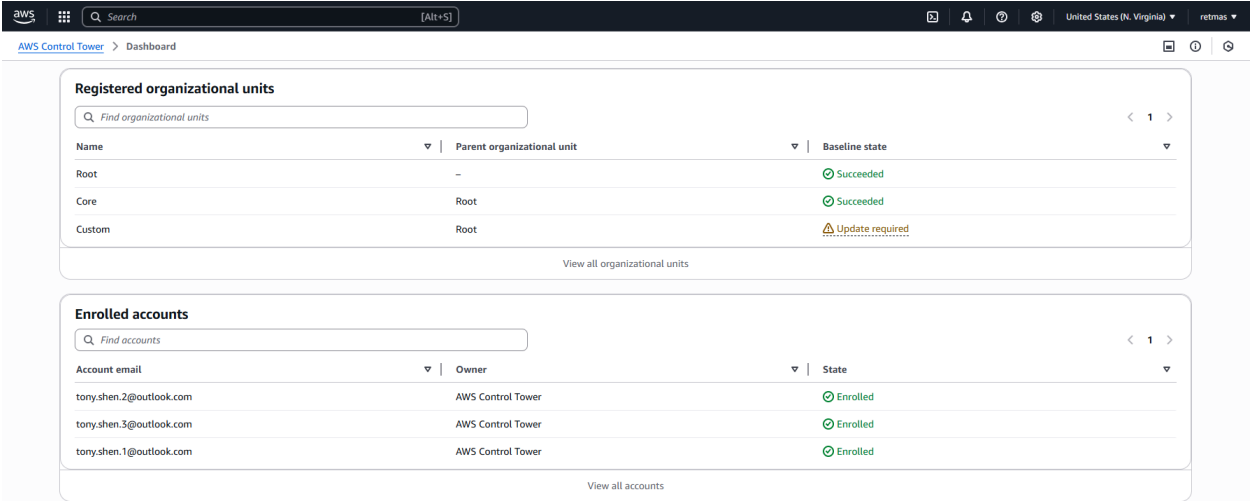 aws Search [Alt+S] United States (N. Virginia) retmas
AWS Control Tower > Dashboard
Registered organizational units
Find organizational units 1
Name Parent organizational unit Baseline state
Root – Succeeded
Core Root Succeeded
Custom Root Update required
View all organizational units
Enrolled accounts
Find accounts 1
Account email Owner State
tony.shen.2@outlook.com AWS Control Tower Enrolled
tony.shen.3@outlook.com AWS Control Tower Enrolled
tony.shen.1@outlook.com AWS Control Tower Enrolled
View all accounts